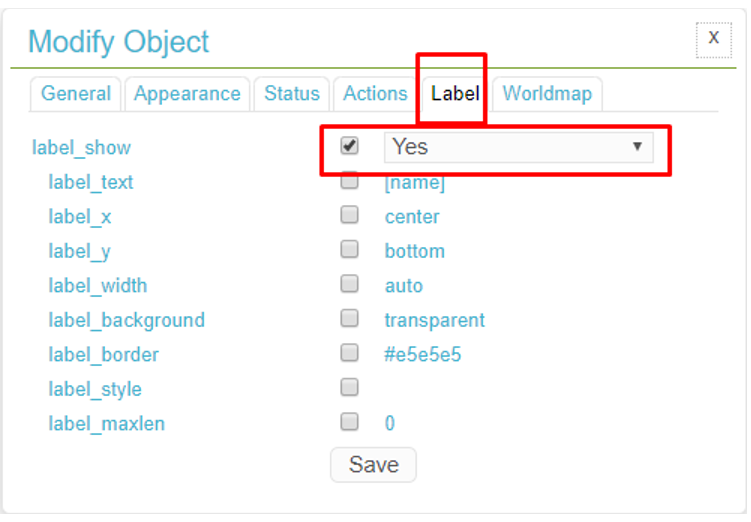 Modify Object X
General Appearance Status Actions Label Worldmap
label_show Yes
label_text [name]
label_x center
label_y bottom
label_width auto
label_background transparent
label_border #e5e5e5
label_style
label_maxlen 0
Save